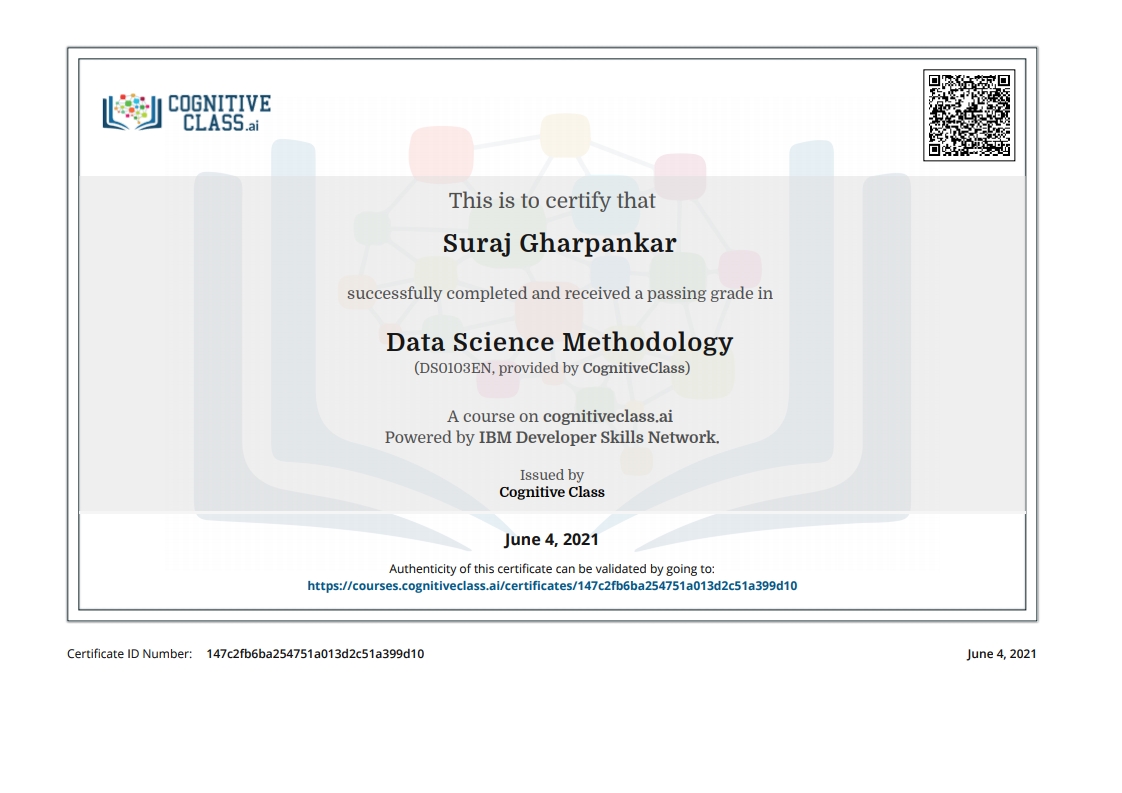 COGNITIVE
CLASS.ai
This is to certify that
Suraj Gharpankar
successfully completed and received a passing grade in
Data Science Methodology
(DS0103EN, provided by CognitiveClass)
A course on cognitiveclass.ai
Powered by IBM Developer Skills Network.
Issued by
Cognitive Class
June 4, 2021
Authenticity of this certificate can be validated by going to:
https://courses.cognitiveclass.ai/certificates/147c2fb6ba254751a013d2c51a399d10
Certificate ID Number: 147c2fb6ba254751a013d2c51a399d10
June 4, 2021